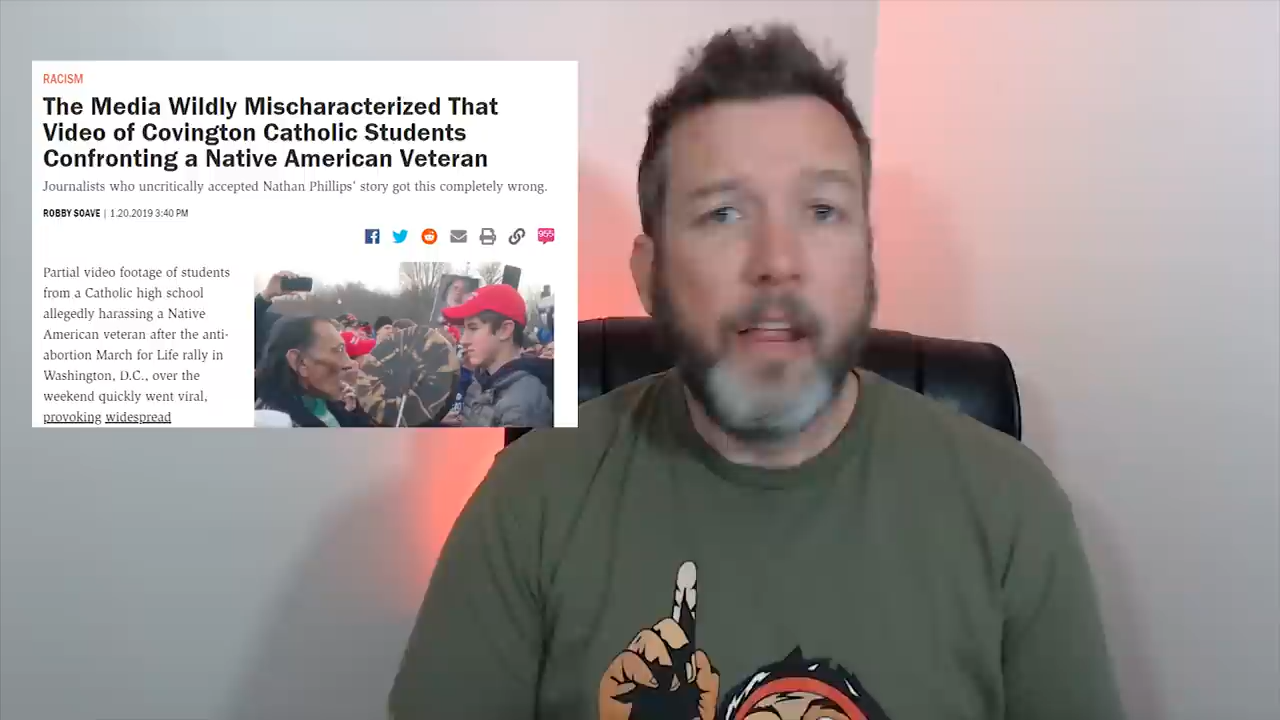 RACISM
The Media Wildly Mischaracterized That
Video of Covington Catholic Students
Confronting a Native American Veteran
Journalists who uncritically accepted Nathan Phillips' story got this completely wrong.
ROBBY SOAVE | 1.20.2019 3:40 PM
955
Partial video footage of students
from a Catholic high school
allegedly harassing a Native
American veteran after the anti-
abortion March for Life rally in
Washington, D.C., over the
weekend quickly went viral,
provoking widespread